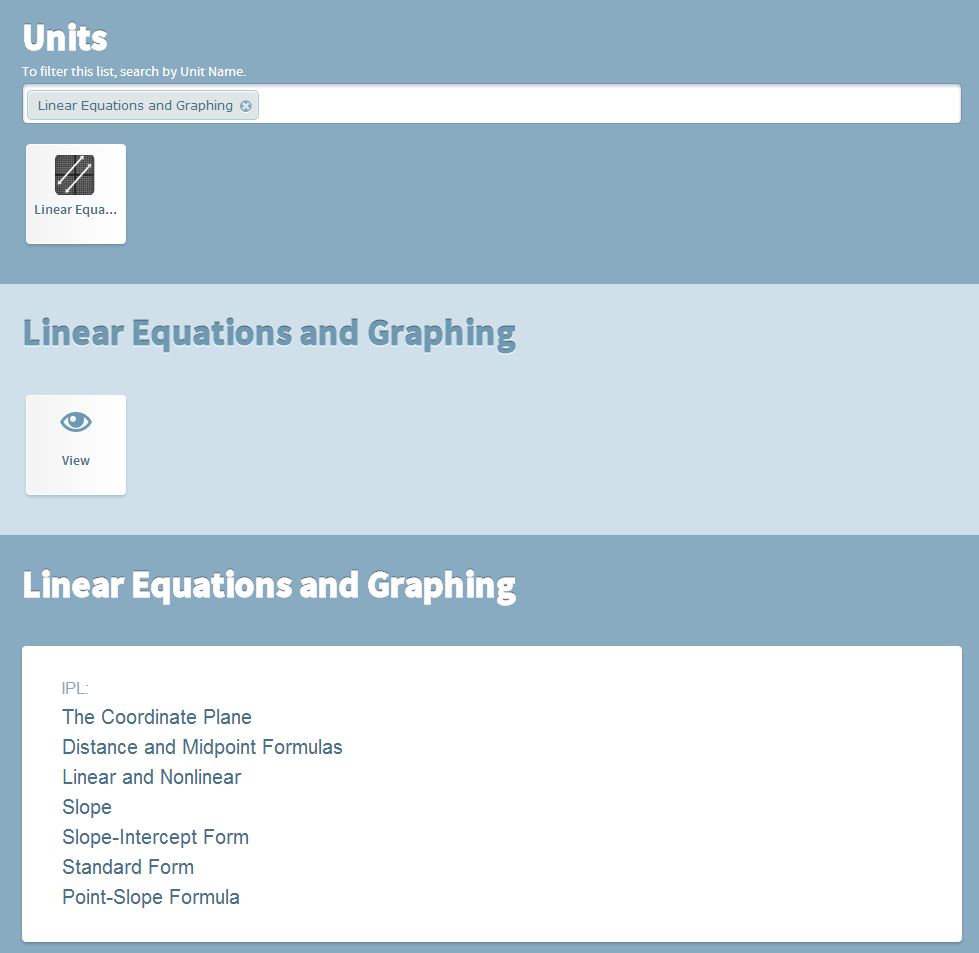 Units
To filter this list, search by Unit Name.
Linear Equations and Graphing
Linear Equa...
Linear Equations and Graphing
View
Linear Equations and Graphing
IPL:
The Coordinate Plane
Distance and Midpoint Formulas
Linear and Nonlinear
Slope
Slope-Intercept Form
Standard Form
Point-Slope Formula